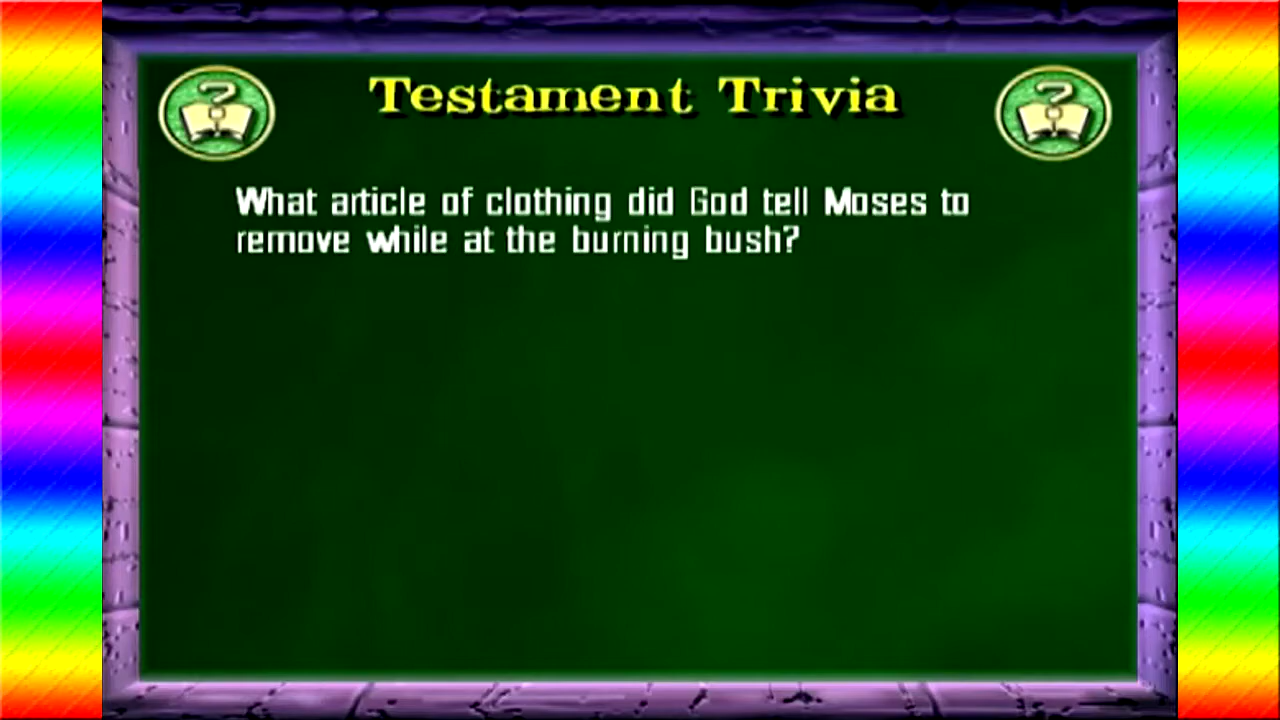 Testament Trivia
What article of clothing did God tell Moses to
remove while at the burning bush?